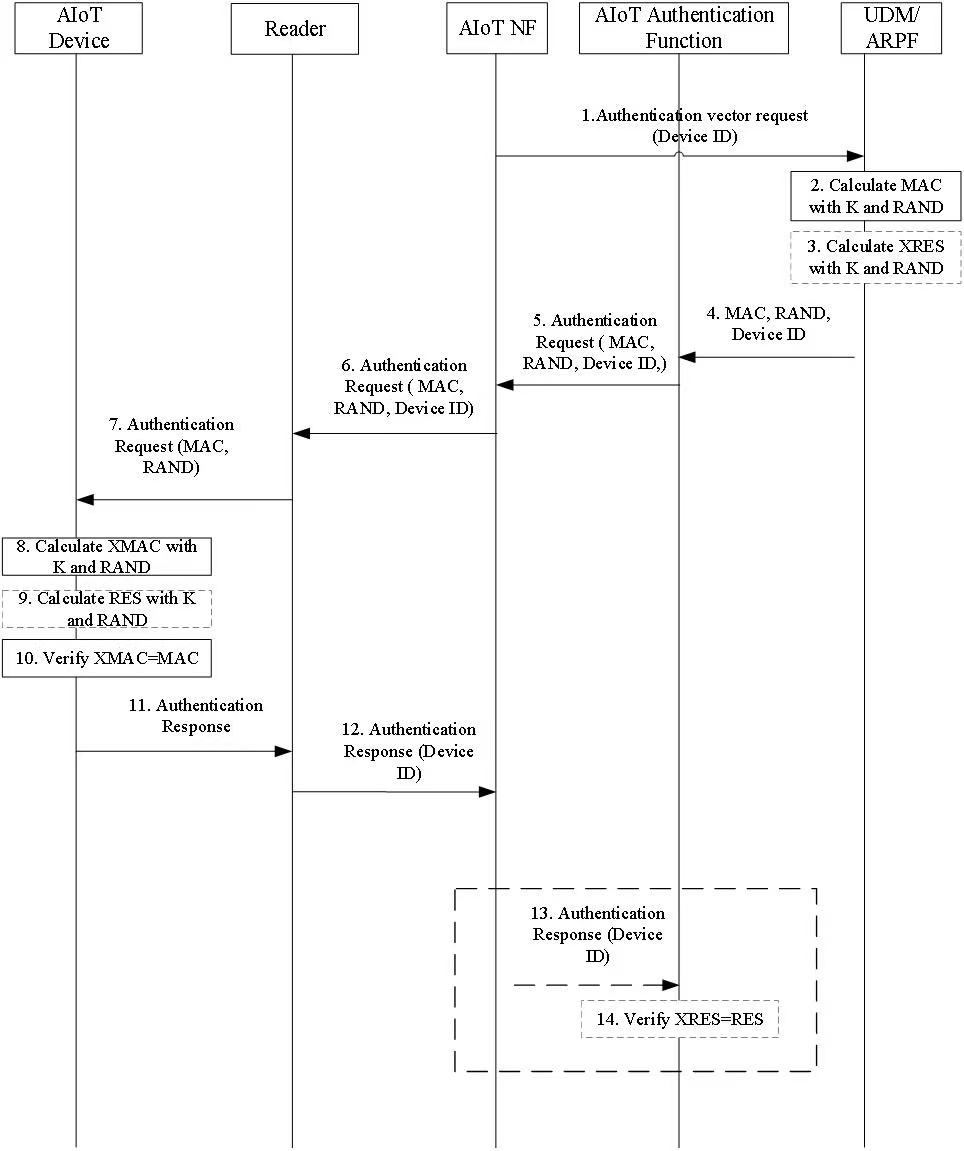 AIoT
Device
Reader
AIoT NF
AIoT Authentication
Function
UDM/
ARPF
1.Authentication vector request
(Device ID)
2. Calculate MAC
with K and RAND
3. Calculate XRES
with K and RAND
4. MAC, RAND,
Device ID
5. Authentication
Request ( MAC,
RAND, Device ID,)
6. Authentication
Request ( MAC,
RAND, Device ID)
7. Authentication
Request (MAC,
RAND)
8. Calculate XMAC with
K and RAND
9. Calculate RES with K
and RAND
10. Verify XMAC=MAC
11. Authentication
Response
12. Authentication
Response (Device
ID)
13. Authentication
Response (Device
ID)
14. Verify XRES=RES